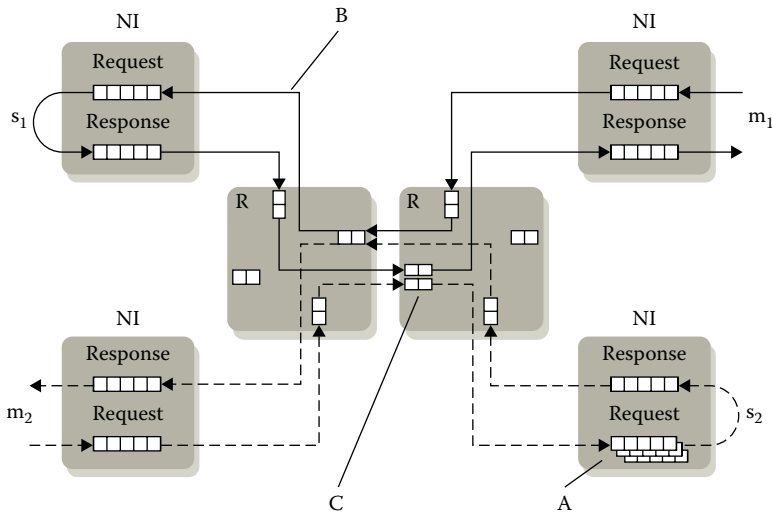 NI
B
NI
Request
Request
s1
m1
Response
Response
R
R
NI
NI
Response
Response
m2
s2
Request
Request
C
A